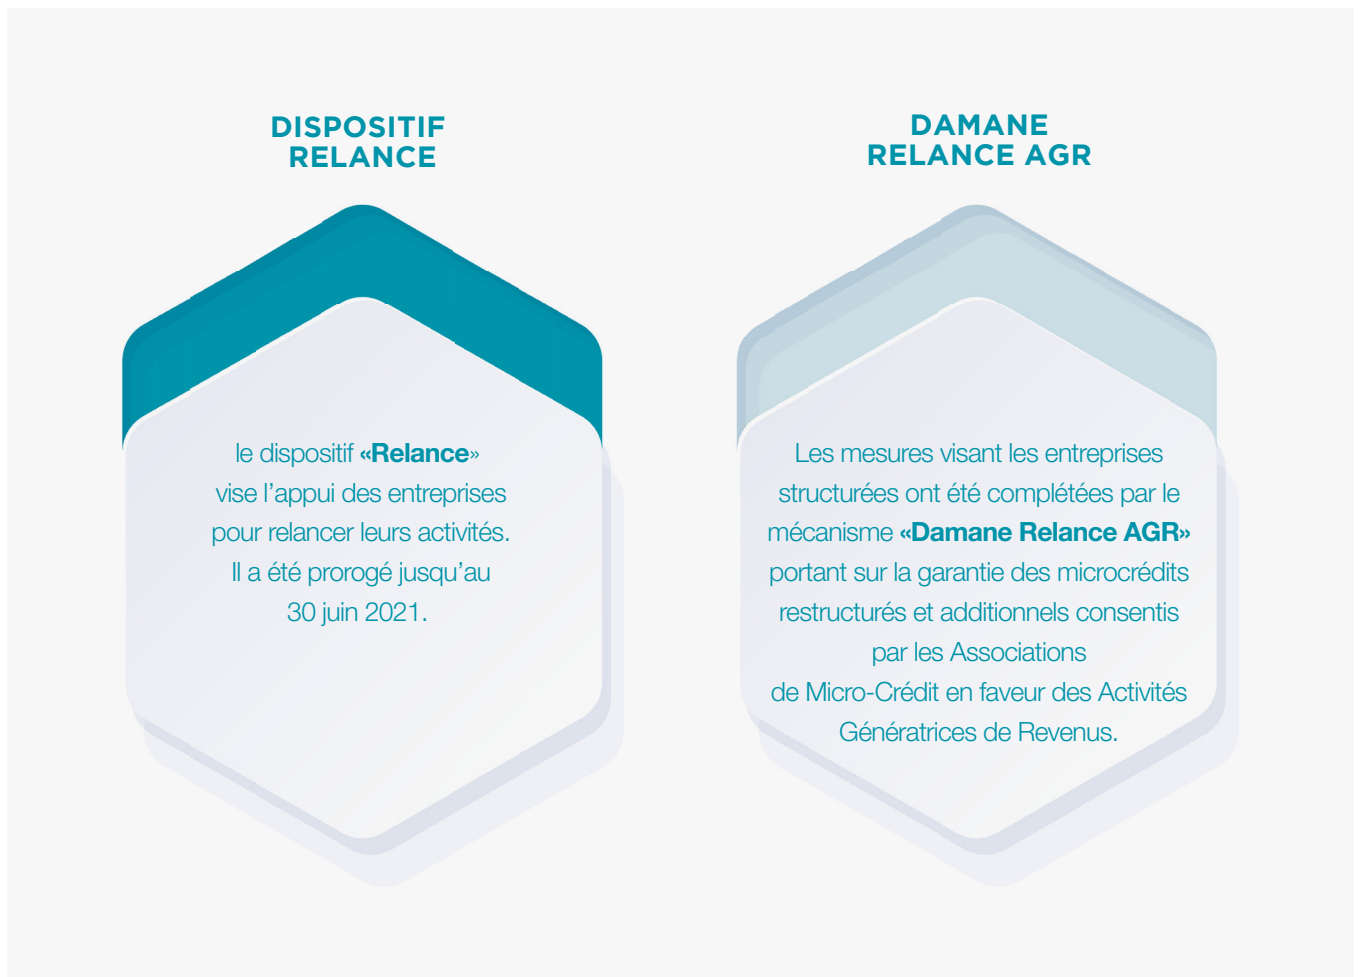 DISPOSITIF
RELANCE
le dispositif «Relance»
vise l’appui des entreprises
pour relancer leurs activités.
Il a été prorogé jusqu’au
30 juin 2021.
DAMANE
RELANCE AGR
Les mesures visant les entreprises
structurées ont été complétées par le
mécanisme «Damane Relance AGR»
portant sur la garantie des microcrédits
restructurés et additionnels consentis
par les Associations
de Micro-Crédit en faveur des Activités
Génératrices de Revenus.